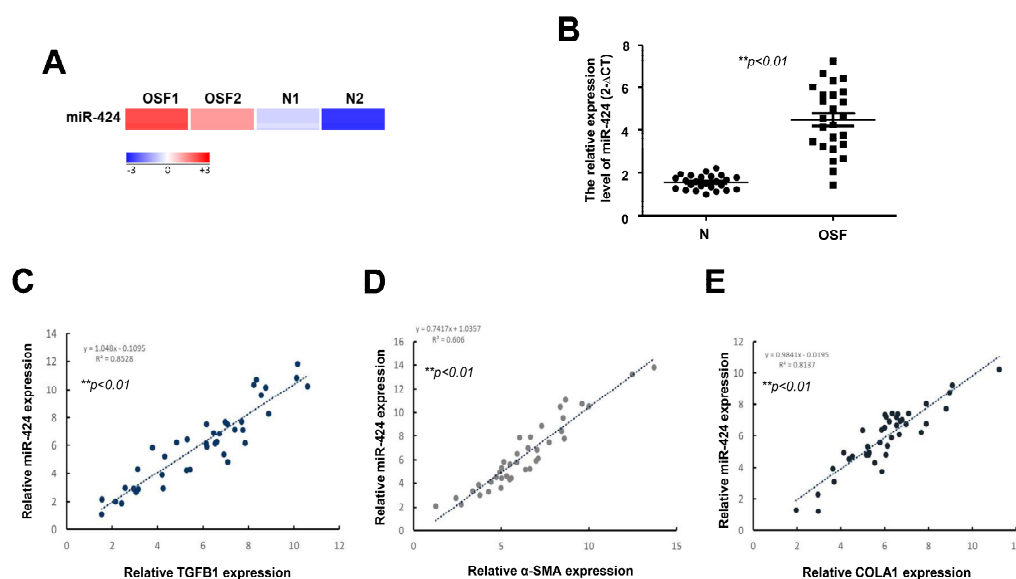 A
OSF1 OSF2 N1 N2
miR-424
-3 0 +3
B
The relative expression
level of miR-424 (2-ΔCT)
8
6
4
2
0
**p<0.01
N OSF
C
Relative miR-424 expression
14
12
10
8
6
4
2
0
y = 1.048x - 0.1095
R² = 0.8528
**p<0.01
0 2 4 6 8 10 12
Relative TGFB1 expression
D
Relative miR-424 expression
16
14
12
10
8
6
4
2
0
y = 0.7417x + 1.0357
R² = 0.606
**p<0.01
0 5 10 15
Relative α-SMA expression
E
Relative miR-424 expression
12
10
8
6
4
2
0
y = 0.9841x - 0.0195
R² = 0.8137
**p<0.01
0 2 4 6 8 10 12
Relative COLA1 expression